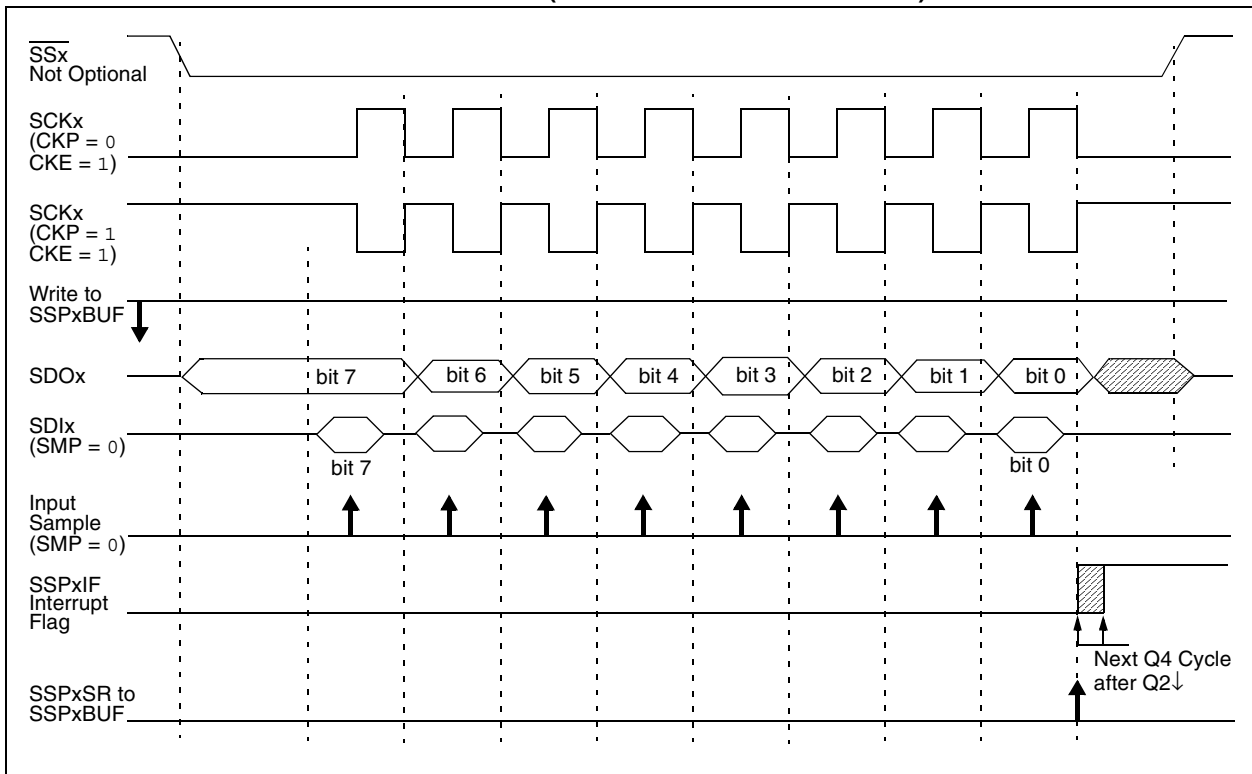 SSx
Not Optional
SCKx
(CKP = 0
CKE = 1)
SCKx
(CKP = 1
CKE = 1)
Write to
SSPxBUF
SDOx
bit 7
bit 6
bit 5
bit 4
bit 3
bit 2
bit 1
bit 0
SDIx
(SMP = 0)
bit 7
bit 0
Input
Sample
(SMP = 0)
SSPxIF
Interrupt
Flag
Next Q4 Cycle
after Q2↓
SSPxSR to
SSPxBUF